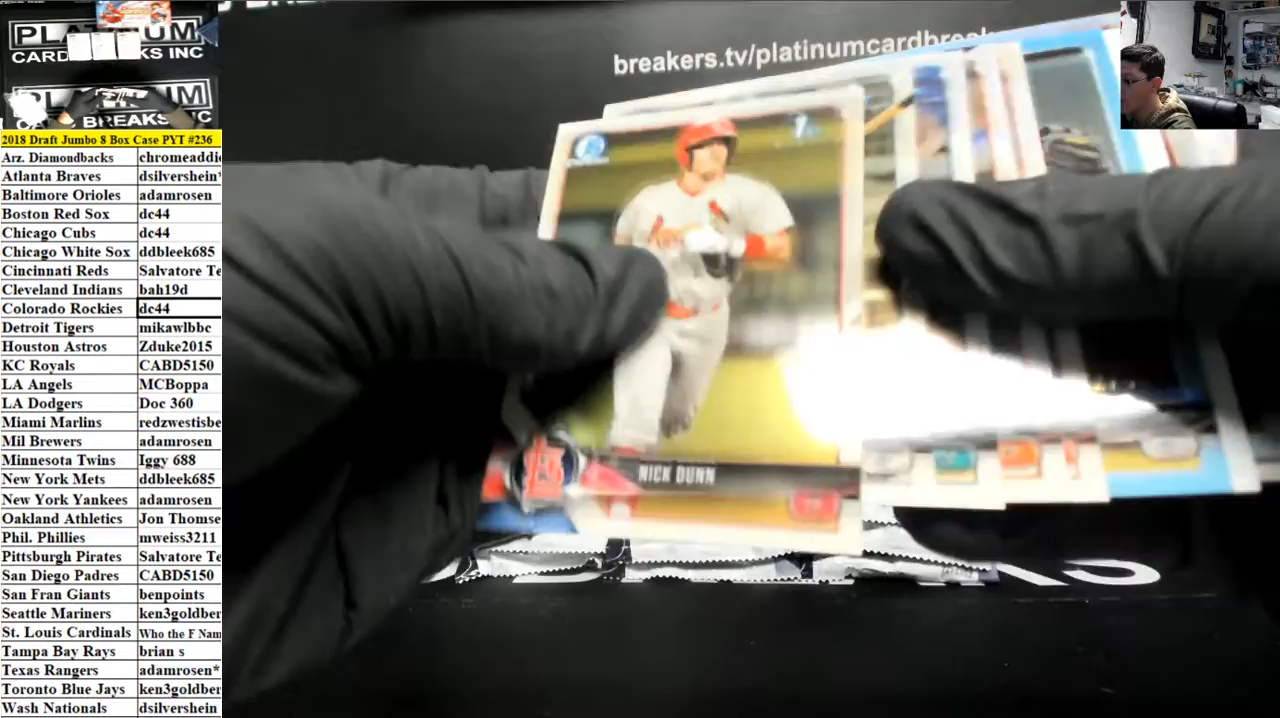 PLATINUM
CARD BREAKS INC
PLATINUM
CARD BREAKS INC
breakers.tv/platinumcardbreaks
2018 Draft Jumbo 8 Box Case PYT #236
Arz. Diamondbacks chromeaddi
Atlanta Braves dsilvershein*
Baltimore Orioles adamrosen
Boston Red Sox dc44
Chicago Cubs dc44
Chicago White Sox ddbleek685
Cincinnati Reds Salvatore Te
Cleveland Indians bah19d
Colorado Rockies dc44
Detroit Tigers mikawlbbc
Houston Astros Zduke2015
KC Royals CABD5150
LA Angels MCBoppa
LA Dodgers Doc 360
Miami Marlins redzwestisbe
Mil Brewers adamrosen
Minnesota Twins Iggy 688
New York Mets ddbleek685
New York Yankees adamrosen
Oakland Athletics Jon Thomse
Phil. Phillies mweiss3211
Pittsburgh Pirates Salvatore Te
San Diego Padres CABD5150
San Fran Giants benpoints
Seattle Mariners ken3goldber
St. Louis Cardinals Who the F Nam
Tampa Bay Rays brian s
Texas Rangers adamrosen*
Toronto Blue Jays ken3goldber
Wash Nationals dsilvershein
NICK DUNN